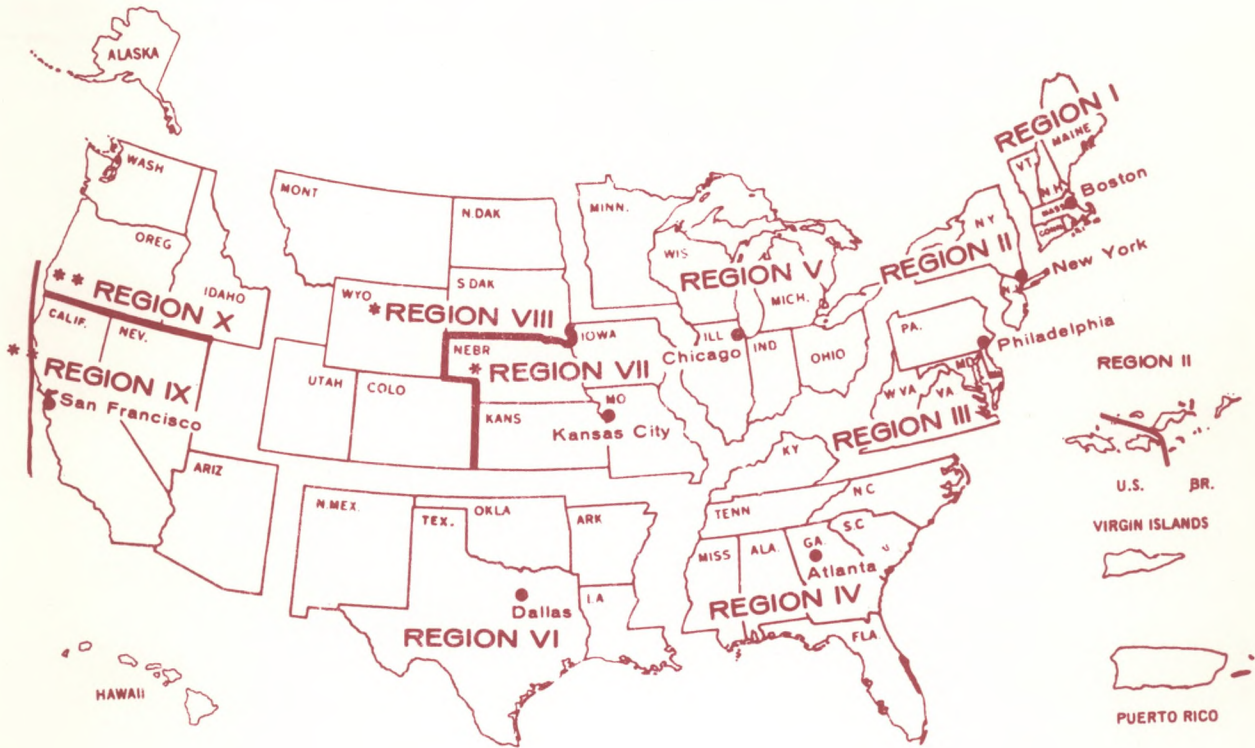 ALASKA
REGION I
MAINE
VT.
N.H.
MASS
Boston
CONN
R.I.
WASH
MONT
N.DAK
MINN.
OREG
WIS
N Y
REGION II
New York
N.J.
** REGION X
IDAHO
WYO
S DAK
* REGION VIII
REGION V
MICH.
CALIF.
NEV.
NEBR
IOWA
ILL
Chicago
IND
OHIO
PA.
Philadelphia
MD
** REGION IX
San Francisco
UTAH
COLO
* REGION VII
KANS
MO
Kansas City
W VA
VA
REGION III
REGION II
KY
ARIZ
N.MEX.
TEX.
OKLA
ARK
TENN
N C
S.C
U.S. BR.
VIRGIN ISLANDS
MISS
ALA.
GA
Atlanta
LA
Dallas
REGION VI
REGION IV
FLA
HAWAII
PUERTO RICO